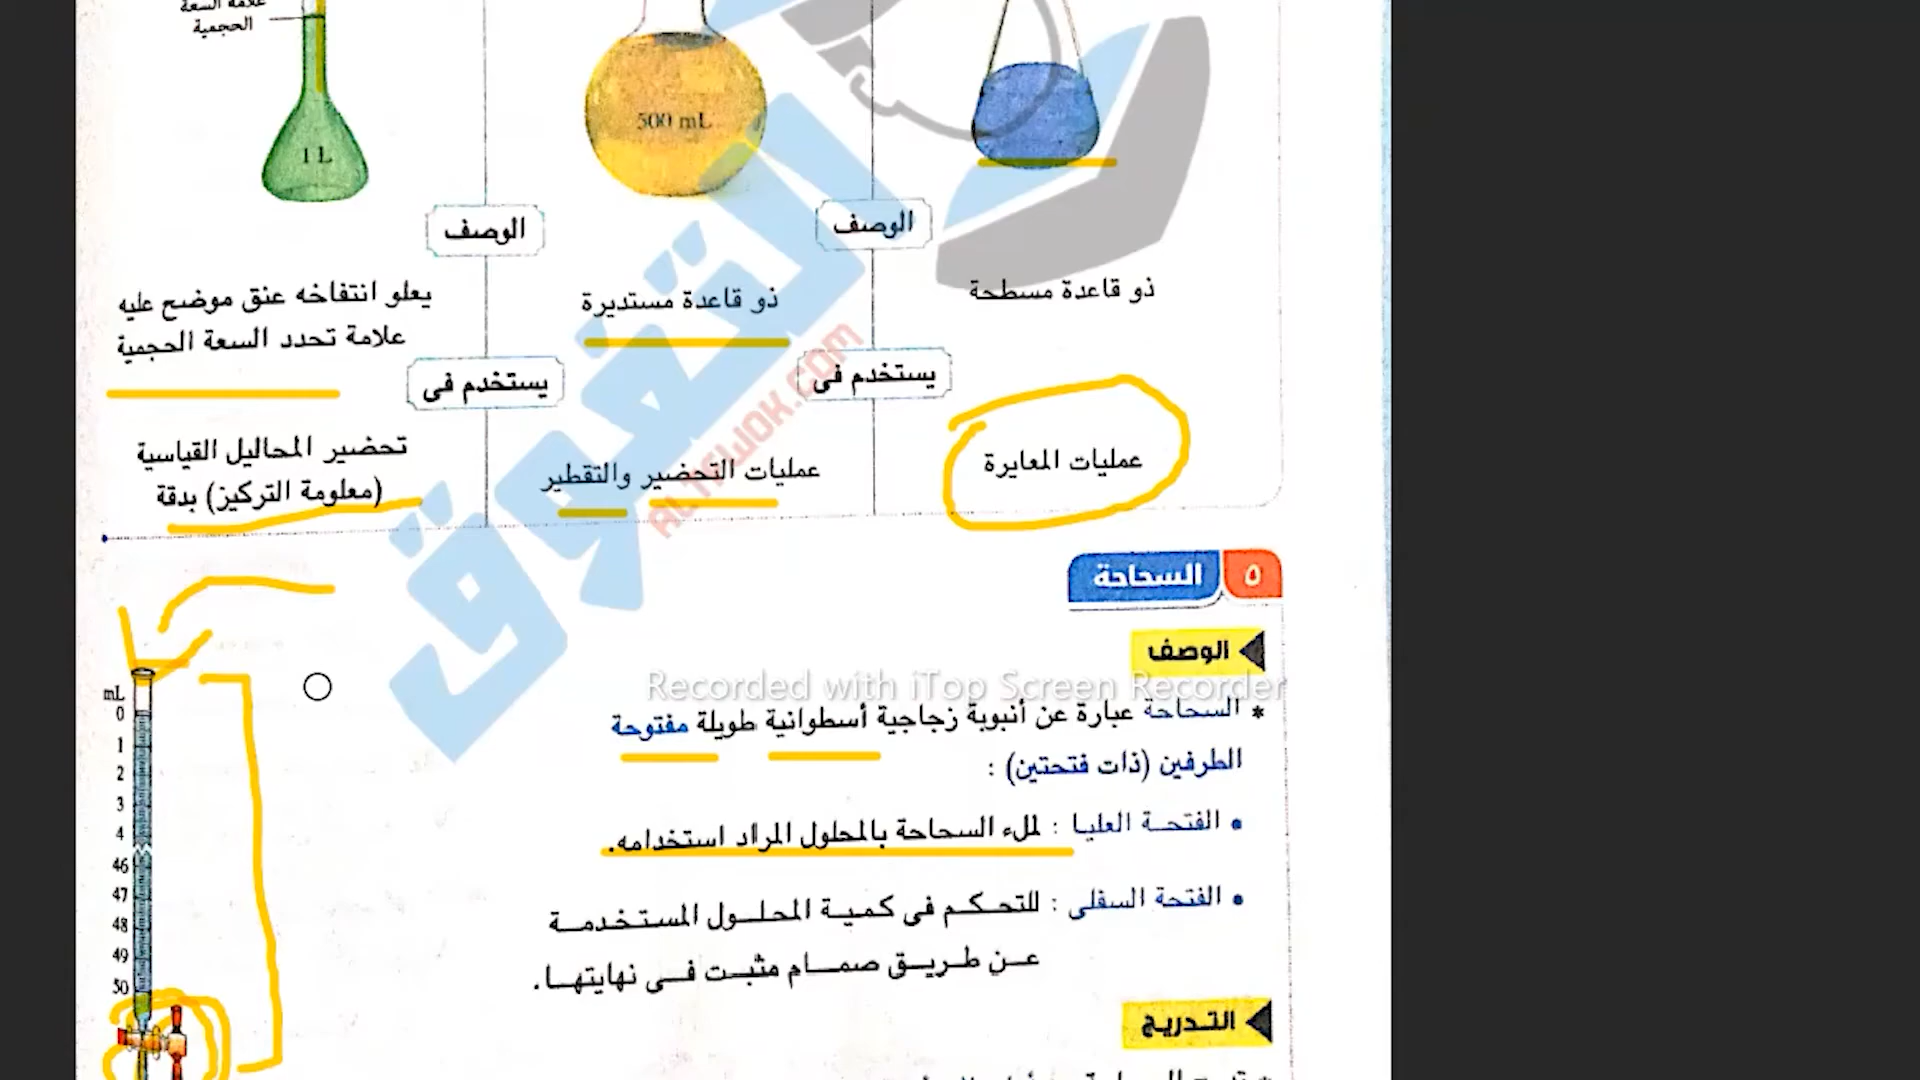 علامة السعة
الحجمية
500 mL
1 L
الوصف
الوصف
ذو قاعدة مسطحة
ذو قاعدة مستديرة
يعلو انتفاخه عنق موضح عليه
علامة تحدد السعة الحجمية
يستخدم فى
يستخدم فى
عمليات المعايرة
عمليات التحضير والتقطير
تحضير المحاليل القياسية
(معلومة التركيز) بدقة
التفوق
ALTFWOK.COM
٥ السحاحة
الوصف
Recorded with iTop Screen Recorder
* السحاحة عبارة عن أنبوبة زجاجية أسطوانية طويلة مفتوحة
الطرفين (ذات فتحتين) :
• الفتحة العليا : لملء السحاحة بالمحلول المراد استخدامه.
• الفتحة السفلى : للتحكم فى كمية المحلول المستخدمة
عن طريق صمام مثبت فى نهايتها.
التدريج
mL
0
1
2
3
4
46
47
48
49
50